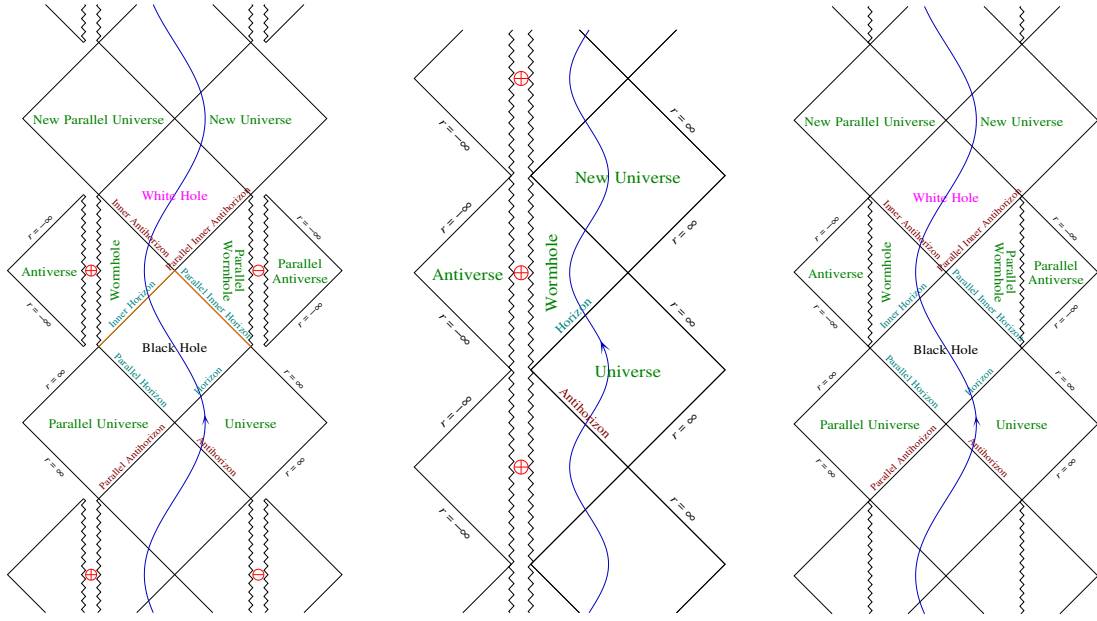 New Parallel Universe
New Universe
White Hole
Inner Antihorizon
Parallel Inner Antihorizon
r = −∞
r = −∞
Antiverse
Wormhole
Parallel
Wormhole
Parallel
Antiverse
r = −∞
r = −∞
Inner Horizon
Parallel Inner Horizon
Black Hole
r = ∞
Parallel Horizon
Horizon
r = ∞
Parallel Universe
Universe
r = ∞
Parallel Antihorizon
Antihorizon
r = ∞
r = −∞
r = ∞
New Universe
r = −∞
r = ∞
Antiverse
Wormhole
r = −∞
Horizon
r = ∞
Universe
r = −∞
Antihorizon
r = ∞
r = −∞
r = ∞
New Parallel Universe
New Universe
White Hole
Inner Antihorizon
Parallel Inner Antihorizon
r = −∞
r = −∞
Antiverse
Wormhole
Parallel
Wormhole
Parallel
Antiverse
r = −∞
r = −∞
Inner Horizon
Parallel Inner Horizon
Black Hole
r = ∞
Parallel Horizon
Horizon
r = ∞
Parallel Universe
Universe
r = ∞
Parallel Antihorizon
Antihorizon
r = ∞